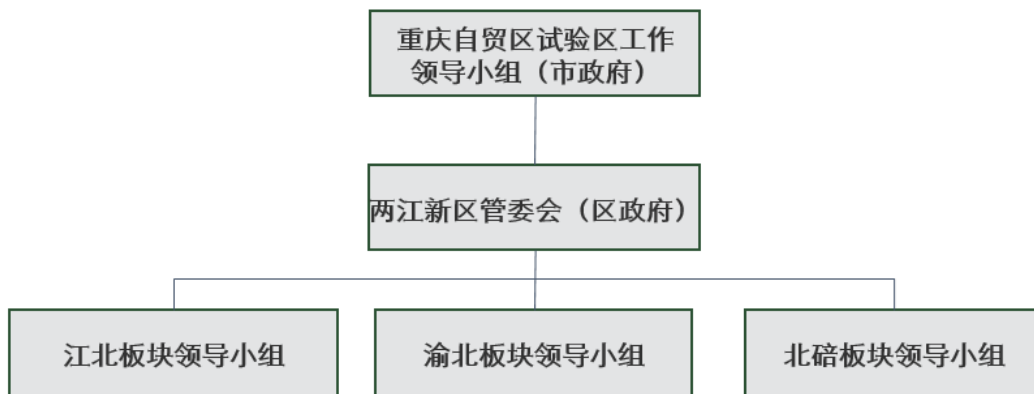 重庆自贸区试验区工作
领导小组（市政府）
两江新区管委会（区政府）
江北板块领导小组
渝北板块领导小组
北碚板块领导小组